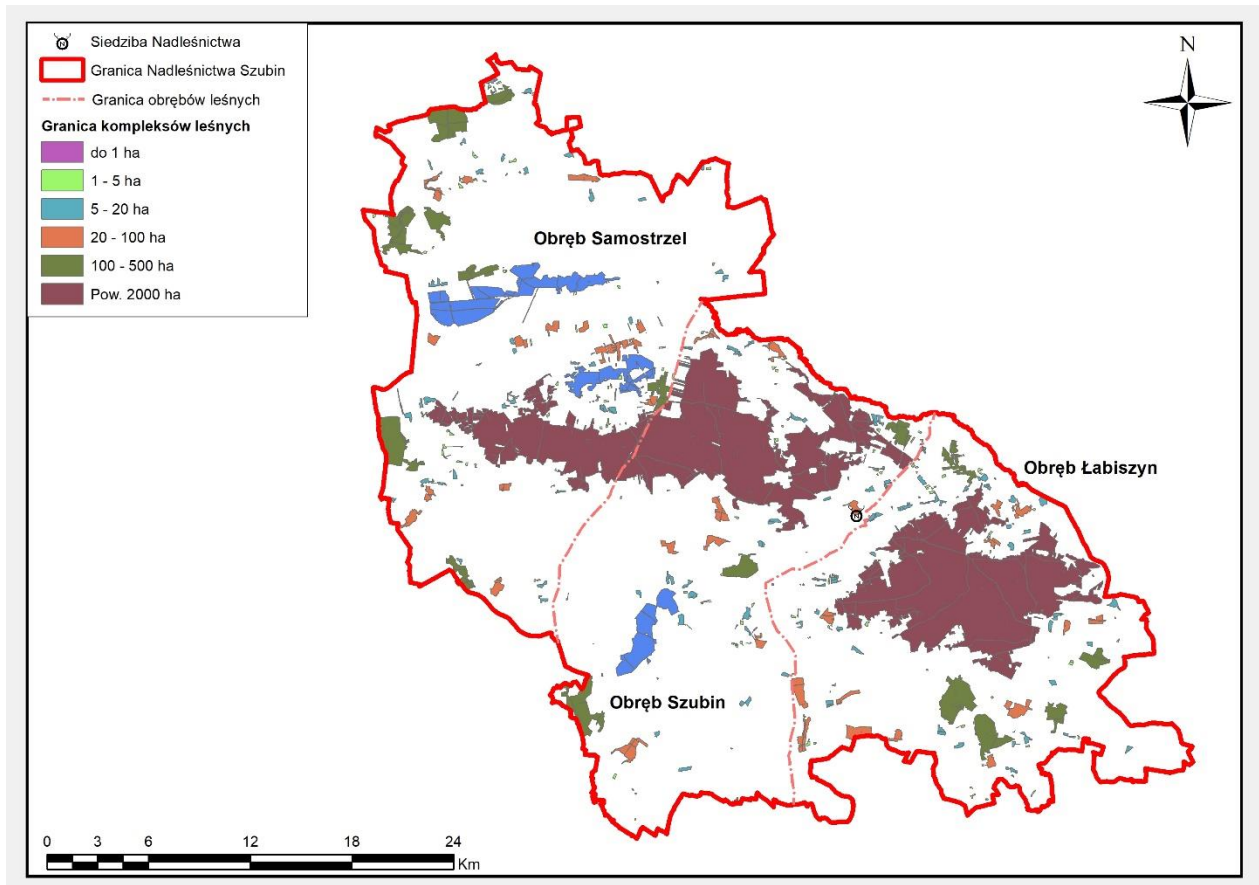 Siedziba Nadleśnictwa
Granica Nadleśnictwa Szubin
Granica obrębów leśnych
Granica kompleksów leśnych
do 1 ha
1 - 5 ha
5 - 20 ha
20 - 100 ha
100 - 500 ha
Pow. 2000 ha
N
Obręb Samostrzel
Obręb Łabiszyn
N
Obręb Szubin
0 3 6 12 18 24
Km